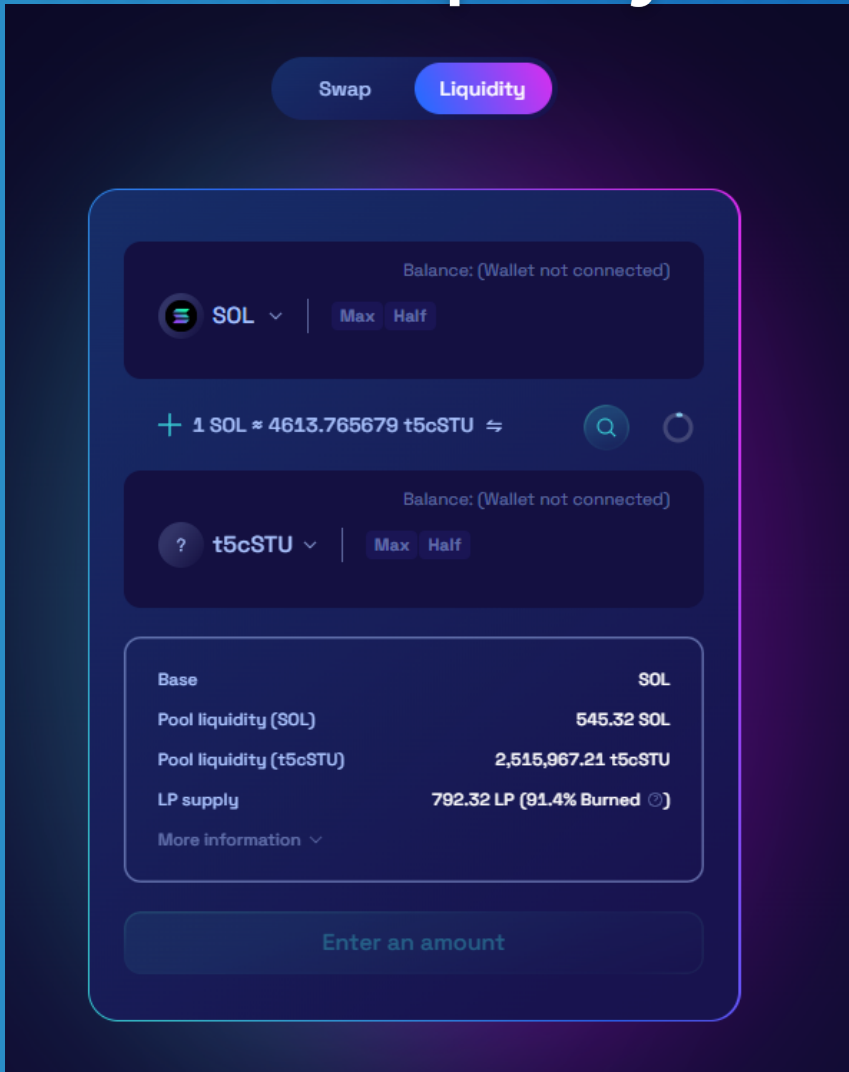 Swap Liquidity
Balance: (Wallet not connected)
SOL Max Half
1 SOL ≈ 4613.765679 t5cSTU ⇋
Balance: (Wallet not connected)
? t5cSTU Max Half
Base SOL
Pool liquidity (SOL) 545.32 SOL
Pool liquidity (t5cSTU) 2,515,967.21 t5cSTU
LP supply 792.32 LP (91.4% Burned ?)
More information
Enter an amount